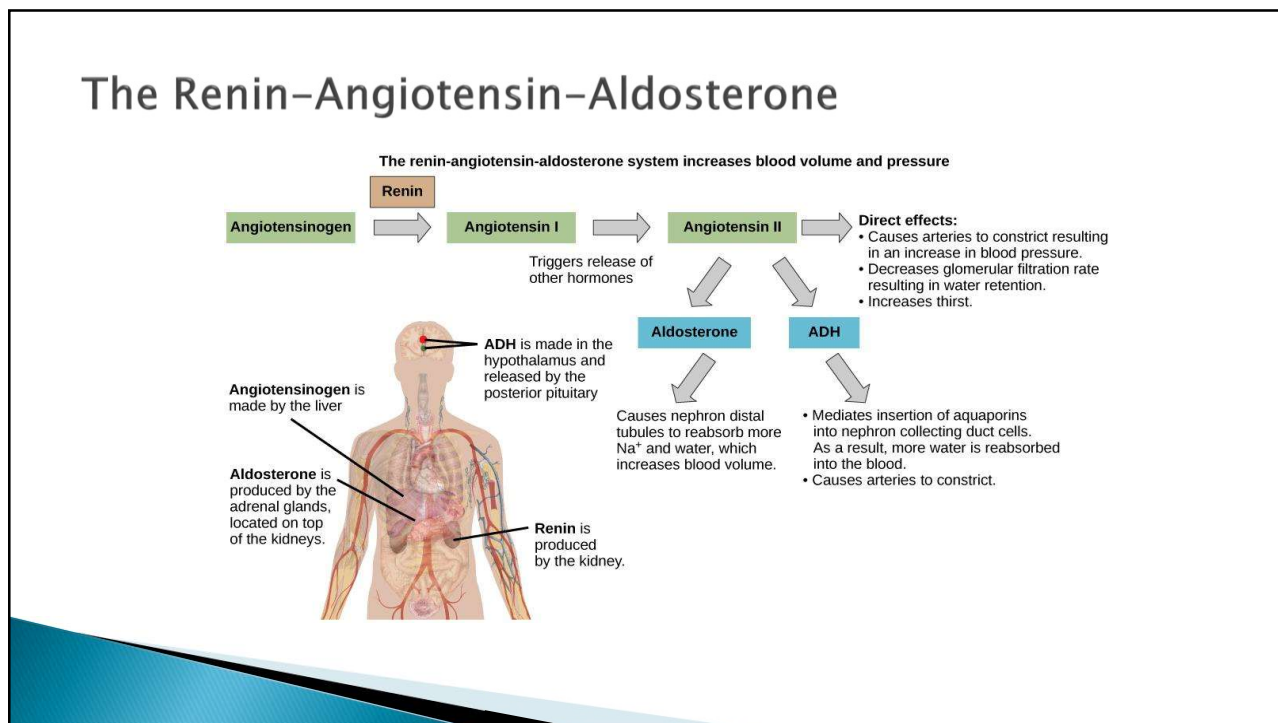 The Renin-Angiotensin-Aldosterone
The renin-angiotensin-aldosterone system increases blood volume and pressure
Renin
Angiotensinogen
Angiotensin I
Angiotensin II
Direct effects:
• Causes arteries to constrict resulting
in an increase in blood pressure.
• Decreases glomerular filtration rate
resulting in water retention.
• Increases thirst.
Triggers release of
other hormones
Aldosterone
ADH
ADH is made in the
hypothalamus and
released by the
posterior pituitary
Angiotensinogen is
made by the liver
Aldosterone is
produced by the
adrenal glands,
located on top
of the kidneys.
Renin is
produced
by the kidney.
Causes nephron distal
tubules to reabsorb more
Na⁺ and water, which
increases blood volume.
• Mediates insertion of aquaporins
into nephron collecting duct cells.
As a result, more water is reabsorbed
into the blood.
• Causes arteries to constrict.